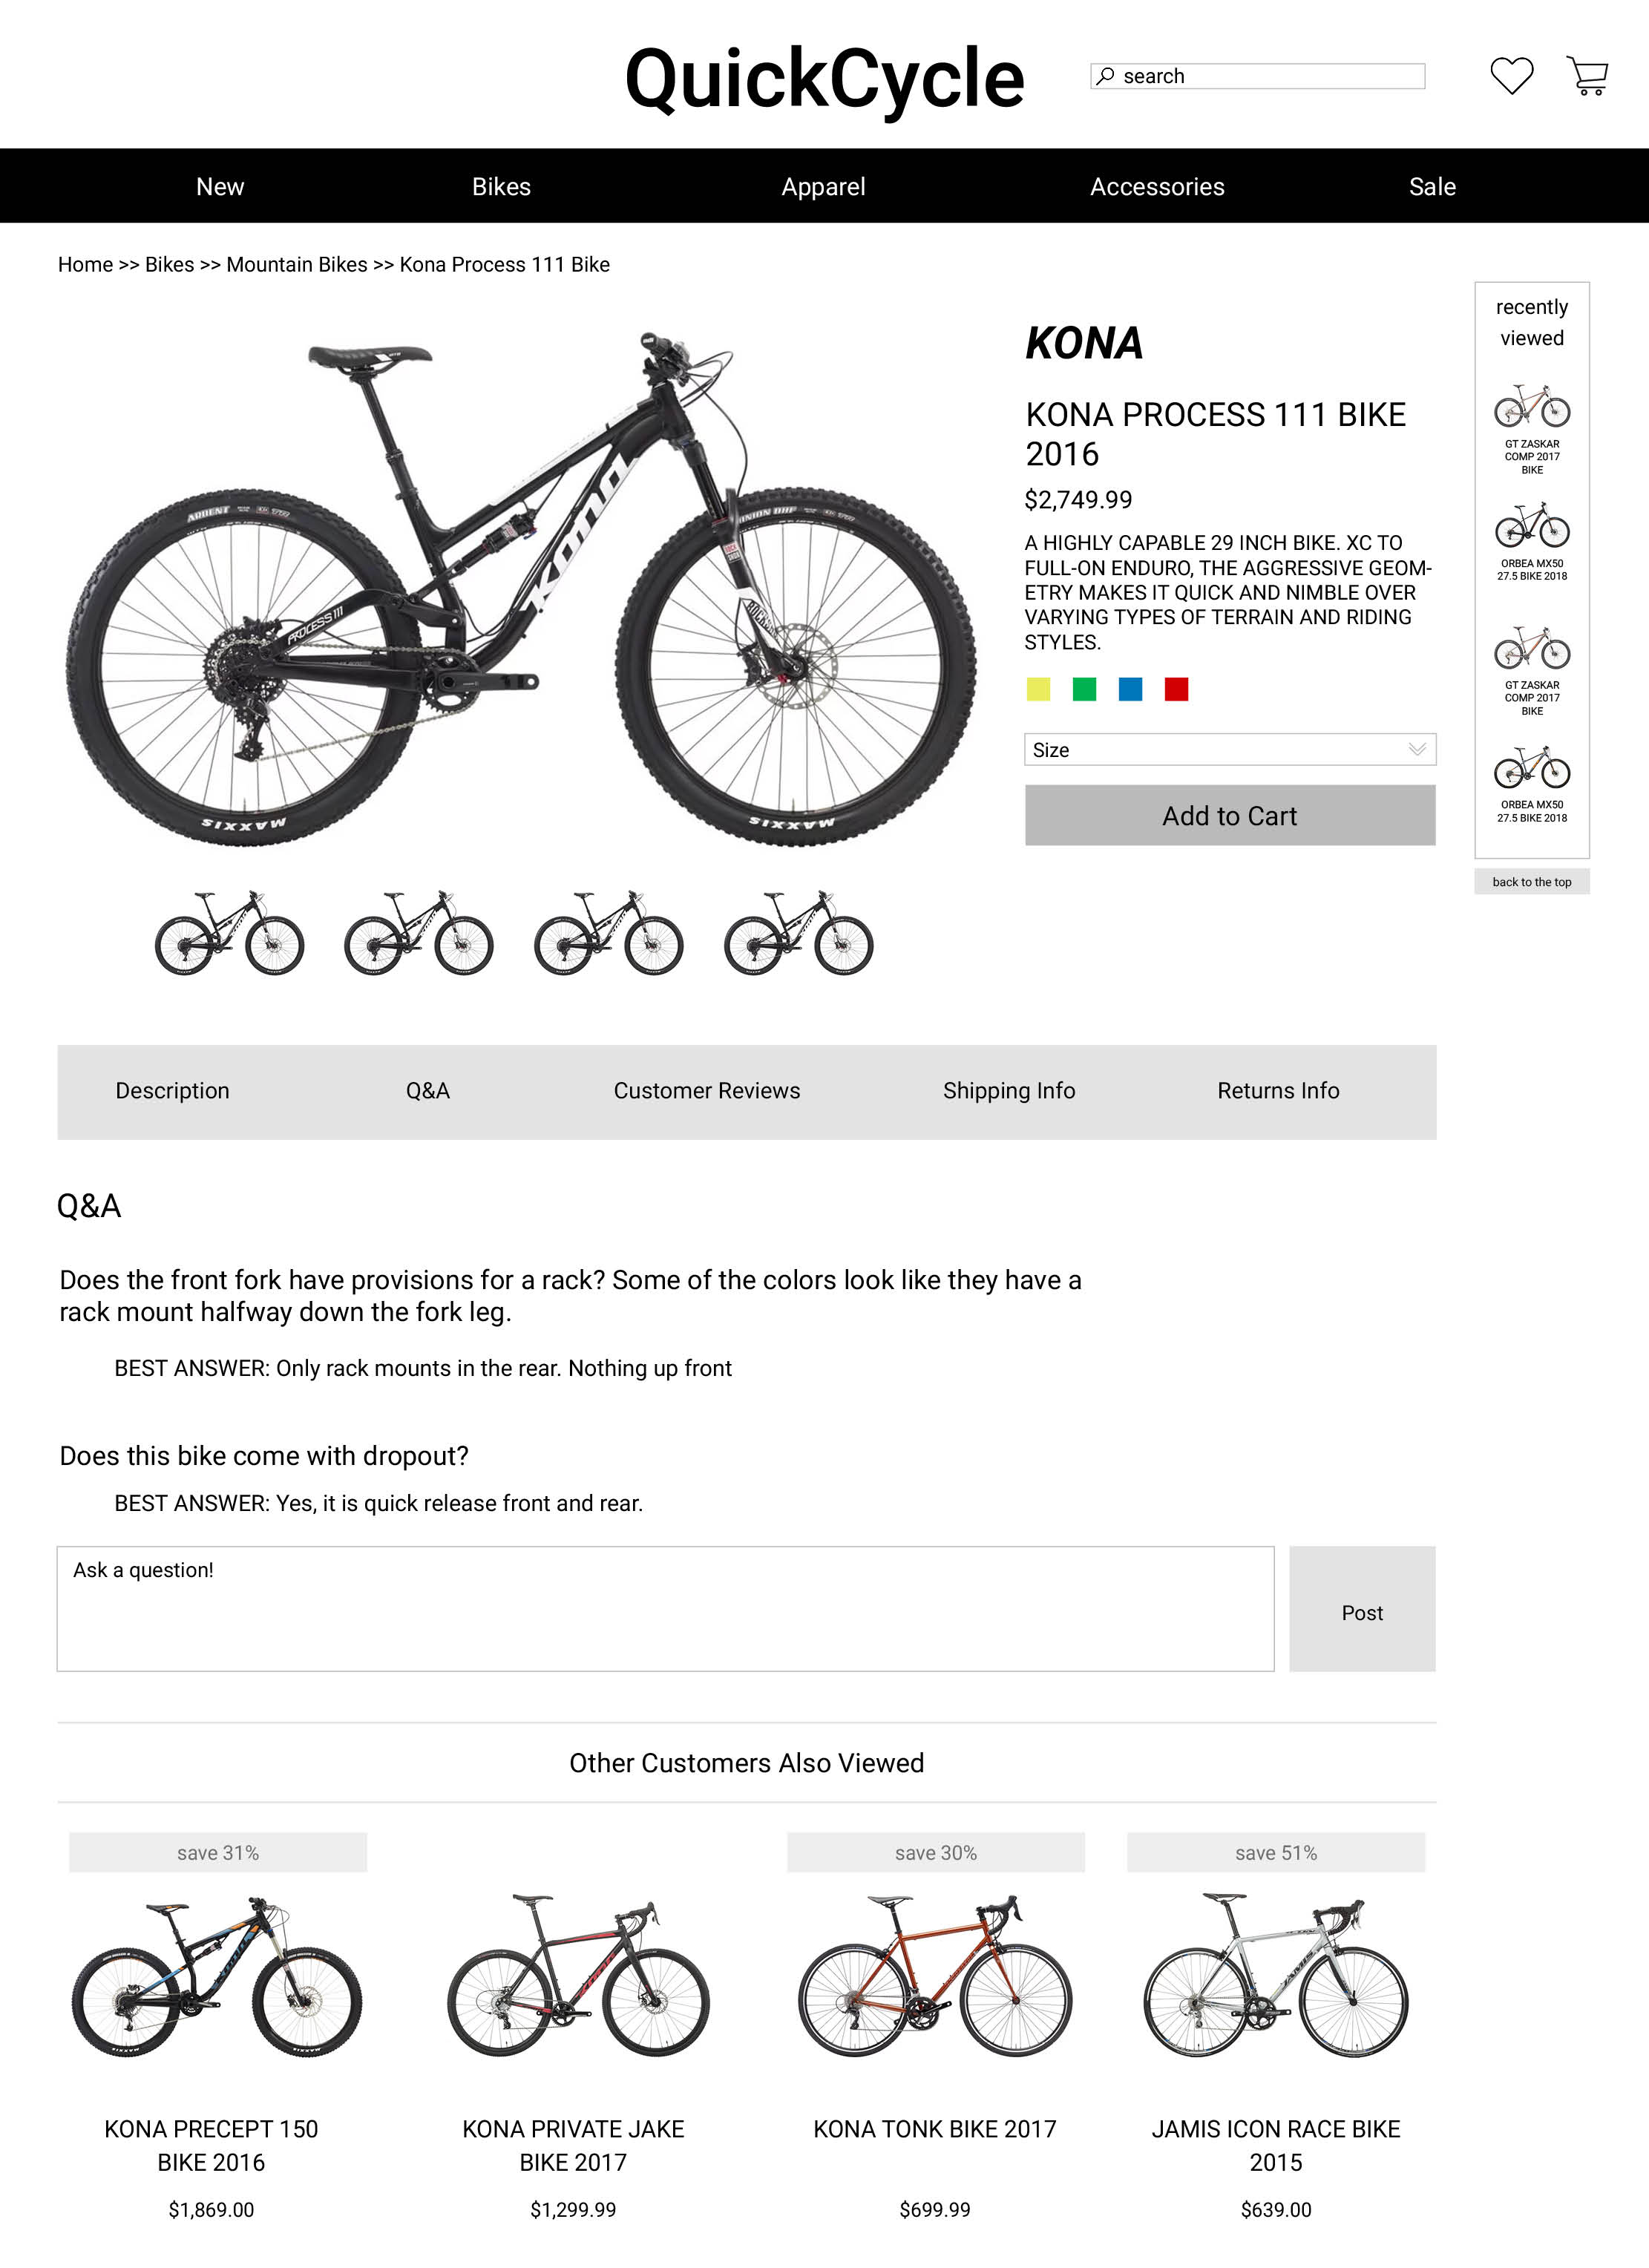 QuickCycle
search
New Bikes Apparel Accessories Sale
Home >> Bikes >> Mountain Bikes >> Kona Process 111 Bike
ARDENT
MAXXIS
PROCESS 111
kona
ROCKSHOX
MAXXIS
KONA
KONA PROCESS 111 BIKE
2016
$2,749.99
A HIGHLY CAPABLE 29 INCH BIKE. XC TO
FULL-ON ENDURO, THE AGGRESSIVE GEOM-
ETRY MAKES IT QUICK AND NIMBLE OVER
VARYING TYPES OF TERRAIN AND RIDING
STYLES.
Size
Add to Cart
recently
viewed
GT ZASKAR
COMP 2017
BIKE
ORBEA MX50
27.5 BIKE 2018
GT ZASKAR
COMP 2017
BIKE
ORBEA MX50
27.5 BIKE 2018
back to the top
Description Q&A Customer Reviews Shipping Info Returns Info
Q&A
Does the front fork have provisions for a rack? Some of the colors look like they have a
rack mount halfway down the fork leg.
BEST ANSWER: Only rack mounts in the rear. Nothing up front
Does this bike come with dropout?
BEST ANSWER: Yes, it is quick release front and rear.
Ask a question!
Post
Other Customers Also Viewed
save 31% save 30% save 51%
KONA PRECEPT 150
BIKE 2016
$1,869.00
KONA PRIVATE JAKE
BIKE 2017
$1,299.99
KONA TONK BIKE 2017
$699.99
JAMIS ICON RACE BIKE
2015
$639.00